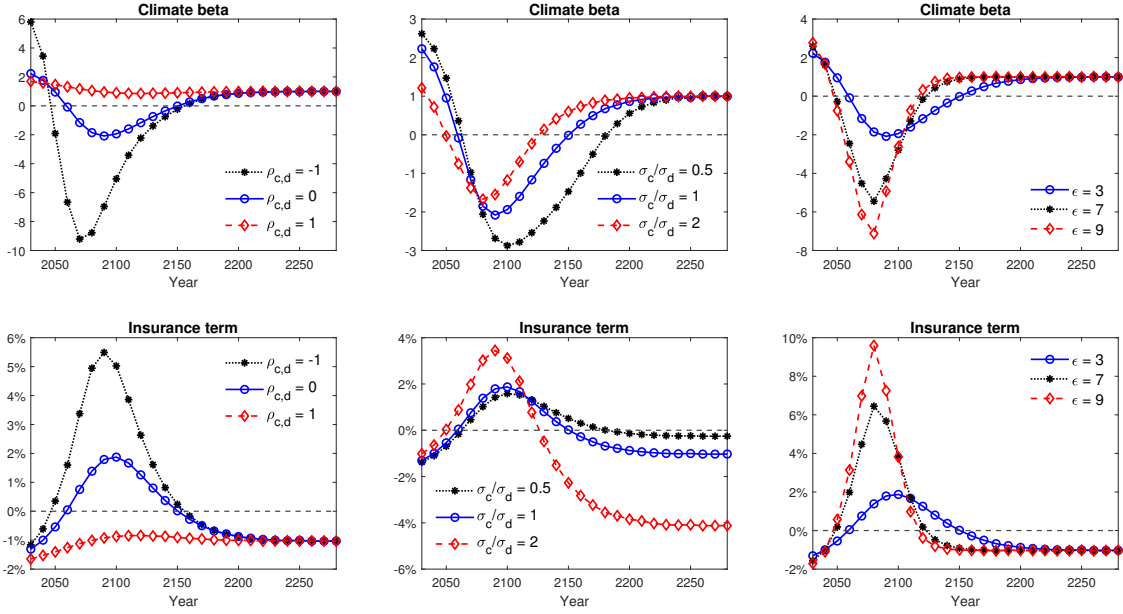 Climate beta
6
4
2
0
-2
-4
-6
-8
-10
ρc,d = -1
ρc,d = 0
ρc,d = 1
2050 2100 2150 2200 2250
Year
Climate beta
3
2
1
0
-1
-2
-3
σc/σd = 0.5
σc/σd = 1
σc/σd = 2
2050 2100 2150 2200 2250
Year
Climate beta
4
2
0
-2
-4
-6
-8
ϵ = 3
ϵ = 7
ϵ = 9
2050 2100 2150 2200 2250
Year
Insurance term
6%
5%
4%
3%
2%
1%
0%
-1%
-2%
ρc,d = -1
ρc,d = 0
ρc,d = 1
2050 2100 2150 2200 2250
Year
Insurance term
4%
2%
0%
-2%
-4%
-6%
σc/σd = 0.5
σc/σd = 1
σc/σd = 2
2050 2100 2150 2200 2250
Year
Insurance term
10%
8%
6%
4%
2%
0%
-2%
ϵ = 3
ϵ = 7
ϵ = 9
2050 2100 2150 2200 2250
Year